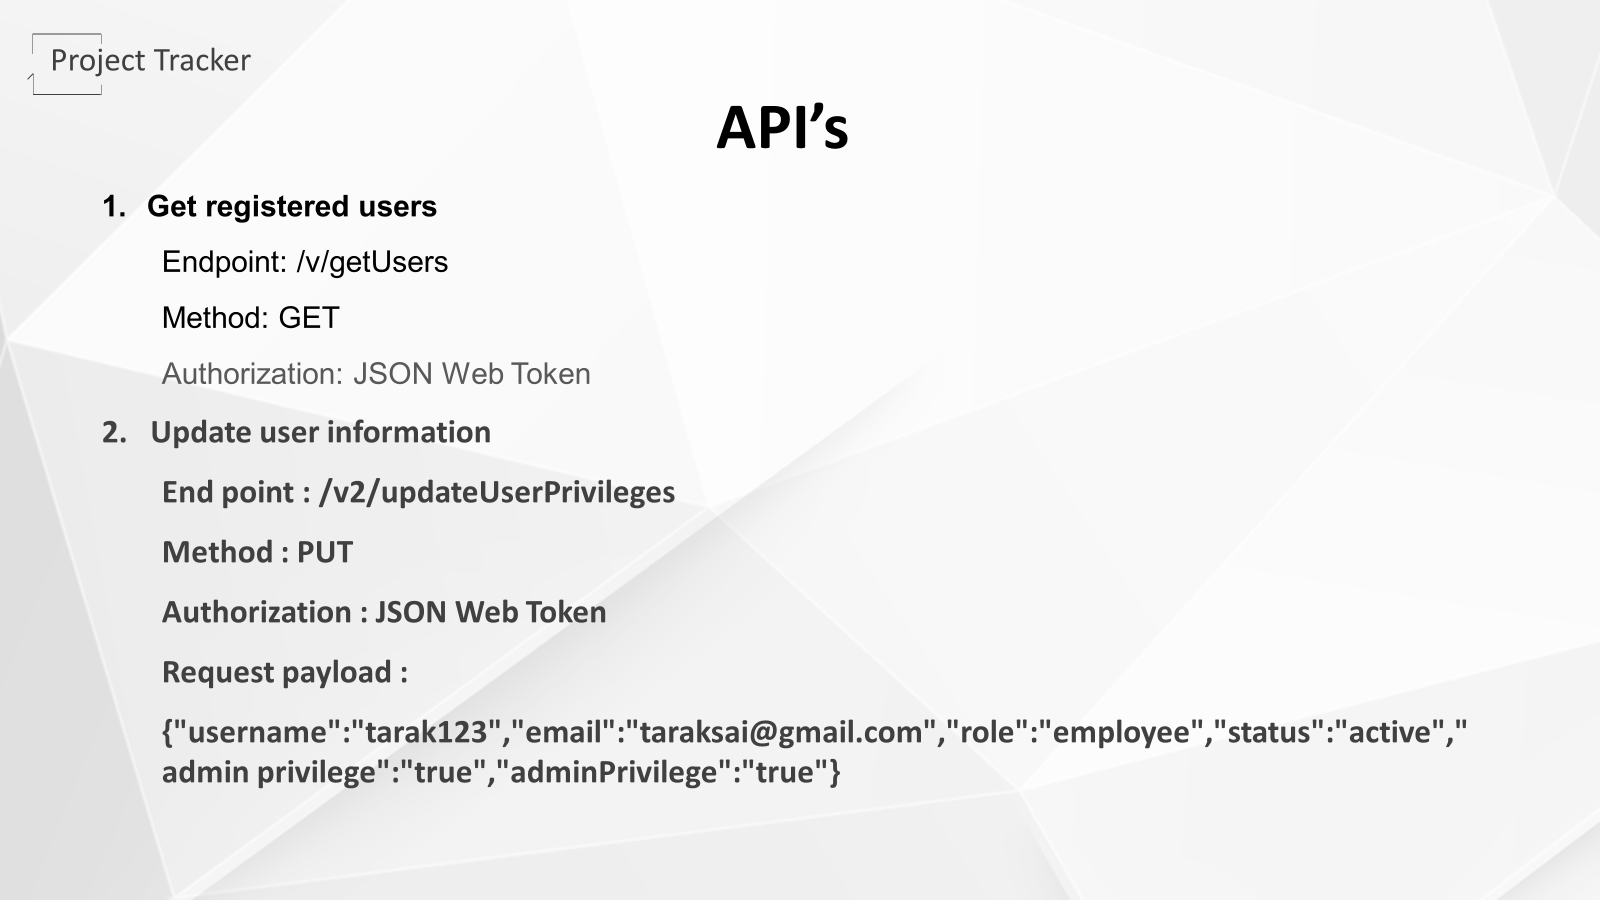 Project Tracker
API’s
1. Get registered users
Endpoint: /v/getUsers
Method: GET
Authorization: JSON Web Token
2. Update user information
End point : /v2/updateUserPrivileges
Method : PUT
Authorization : JSON Web Token
Request payload :
{"username":"tarak123","email":"taraksai@gmail.com","role":"employee","status":"active","
admin privilege":"true","adminPrivilege":"true"}